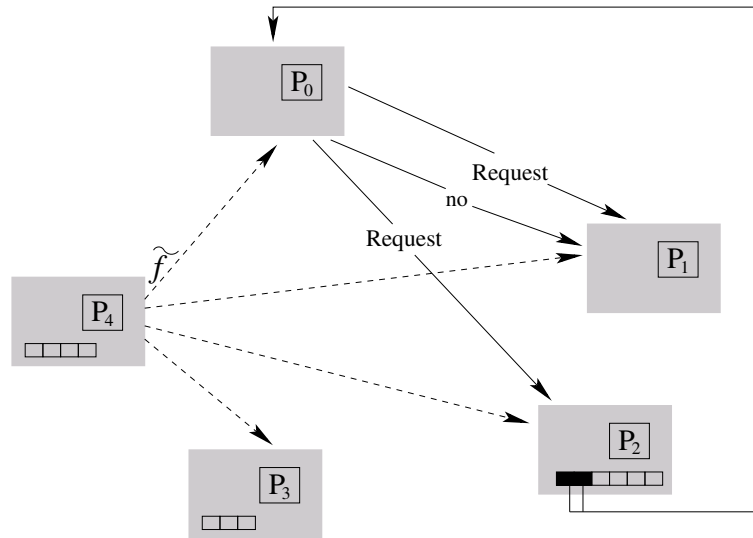 P₀
Request
no
Request
f̃
P₁
P₄
P₂
P₃